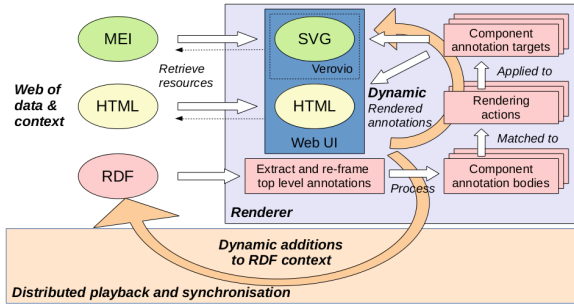 MEI
SVG
Component
annotation targets
Retrieve
resources
Verovio
Applied to
Web of
data &
context
HTML
HTML
Dynamic
Rendered
annotations
Rendering
actions
Web UI
Matched to
RDF
Extract and re-frame
top level annotations
Process
Component
annotation bodies
Renderer
Dynamic additions
to RDF context
Distributed playback and synchronisation